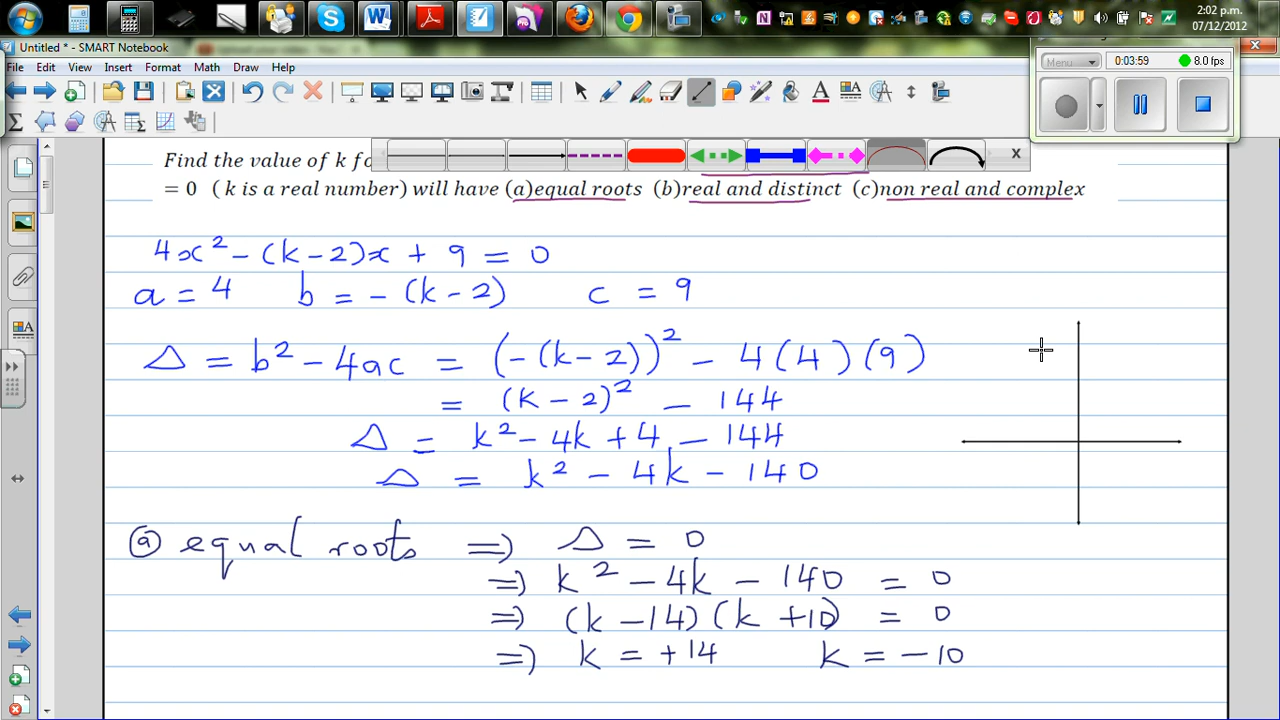 2:02 p.m.
07/12/2012
Untitled * - SMART Notebook
File Edit View Insert Format Math Draw Help
Menu 0:03:59 8.0 fps
Find the value of k fo
= 0 ( k is a real number) will have (a)equal roots (b)real and distinct (c)non real and complex
4x² - (k-2)x + 9 = 0
a = 4 b = - (k-2) c = 9
Δ = b² - 4ac = (-(k-2))² - 4(4)(9)
= (k-2)² - 144
Δ = k² - 4k + 4 - 144
Δ = k² - 4k - 140
ⓐ equal roots ⇒ Δ = 0
⇒ k² - 4k - 140 = 0
⇒ (k -14)(k +10) = 0
⇒ k = +14 k = -10